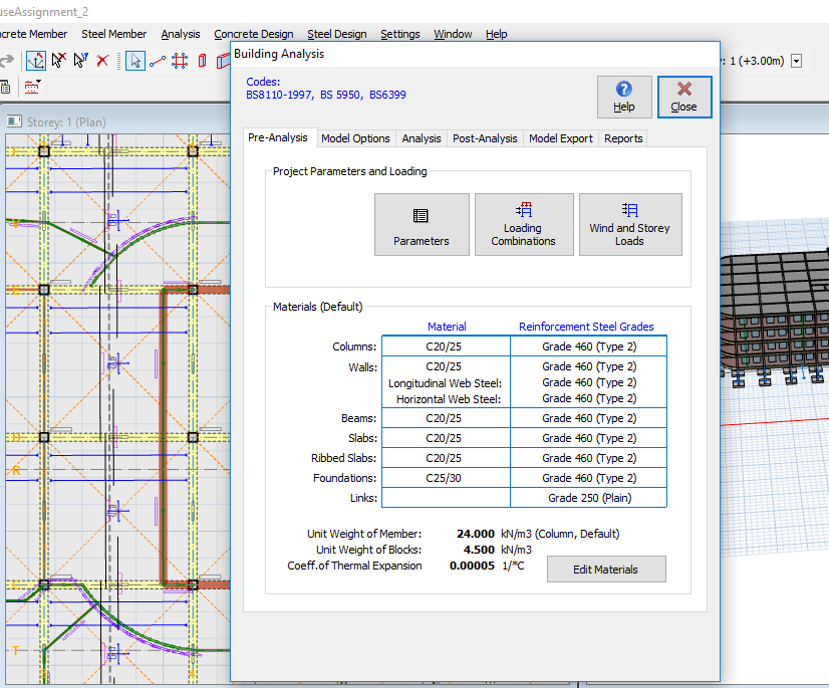 useAssignment_2
ncrete Member Steel Member Analysis Concrete Design Steel Design Settings Window Help
Building Analysis
: 1 (+3.00m)
Codes:
BS8110-1997, BS 5950, BS6399
Help
Close
Storey: 1 (Plan)
Pre-Analysis Model Options Analysis Post-Analysis Model Export Reports
Project Parameters and Loading
Parameters
Loading Combinations
Wind and Storey Loads
Materials (Default)
Material Reinforcement Steel Grades
Columns: C20/25 Grade 460 (Type 2)
Walls: C20/25 Grade 460 (Type 2)
Longitudinal Web Steel: Grade 460 (Type 2)
Horizontal Web Steel: Grade 460 (Type 2)
Beams: C20/25 Grade 460 (Type 2)
Slabs: C20/25 Grade 460 (Type 2)
Ribbed Slabs: C20/25 Grade 460 (Type 2)
Foundations: C25/30 Grade 460 (Type 2)
Links: Grade 250 (Plain)
Unit Weight of Member: 24.000 kN/m3 (Column, Default)
Unit Weight of Blocks: 4.500 kN/m3
Coeff.of Thermal Expansion 0.00005 1/°C
Edit Materials
R
T